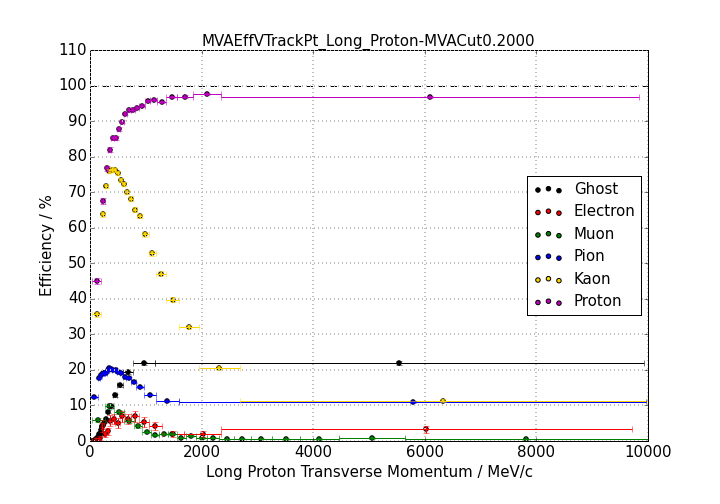 MVAEffVTrackPt_Long_Proton-MVACut0.2000
110
100
90
80
70
60
50
40
30
20
10
0
Efficiency / %
Ghost
Electron
Muon
Pion
Kaon
Proton
0 2000 4000 6000 8000 10000
Long Proton Transverse Momentum / MeV/c